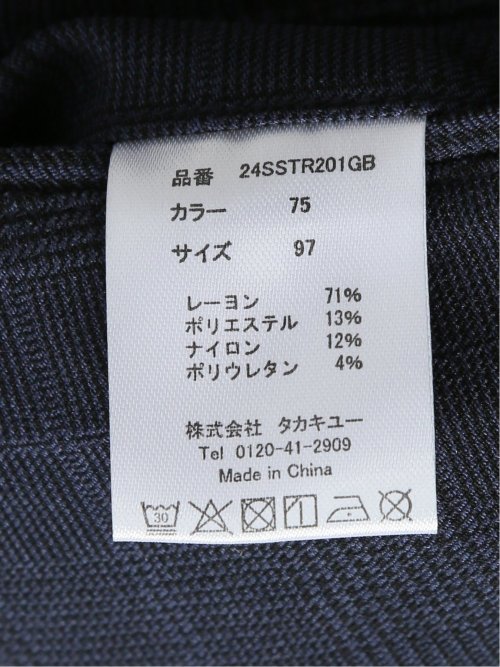 品番 24SSTR201GB
カラー 75
サイズ 97
レーヨン 71%
ポリエステル 13%
ナイロン 12%
ポリウレタン 4%
株式会社 タカキユー
Tel 0120-41-2909
Made in China
30